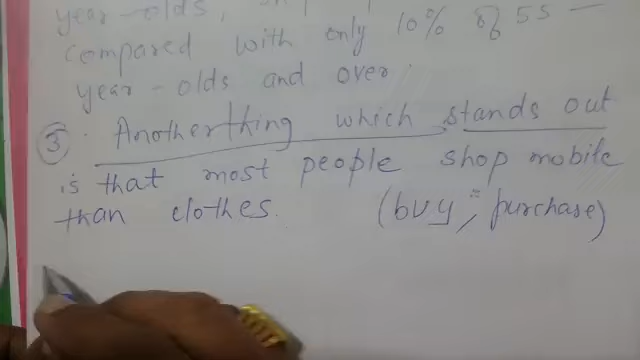 year-olds,
compared with only 10% of 55 -
year-olds and over.
③. Anotherthing which stands out
is that most people shop mobile
than clothes. (buy, purchase)